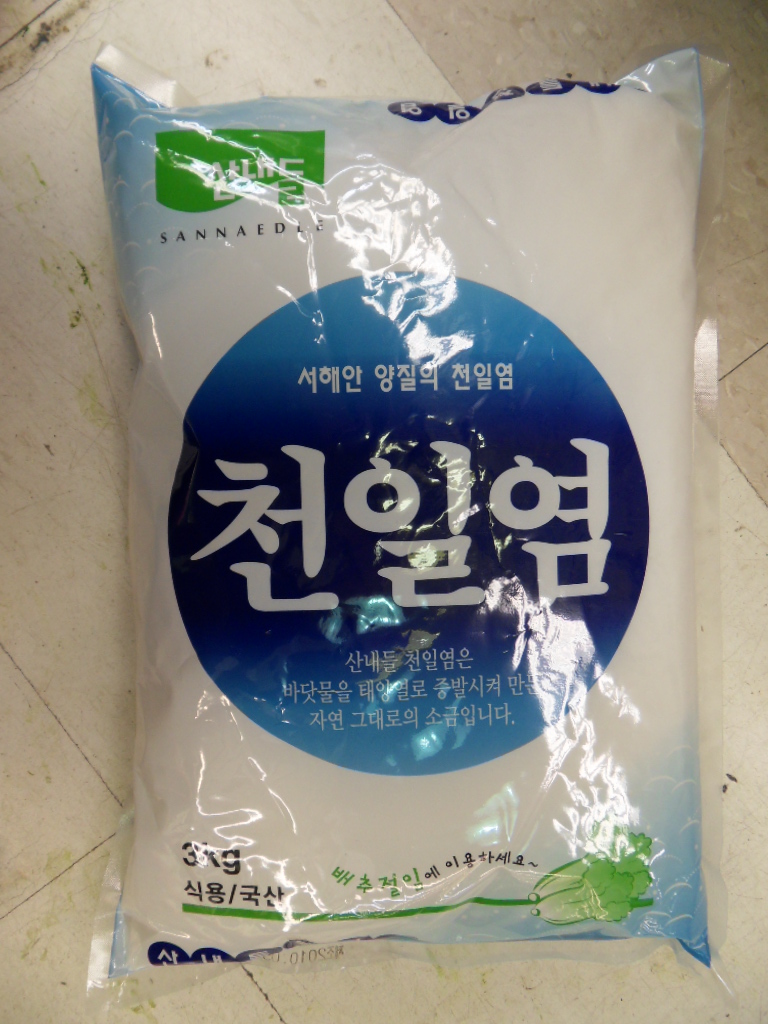 산내들
SANNAEDLE
서해안 양질의 천일염
천일염
산내들 천일염은
바닷물을 태양열로 증발시켜 만든
자연 그대로의 소금입니다.
3kg
식용/국산
배추절임에 이용하세요~
산 내 들